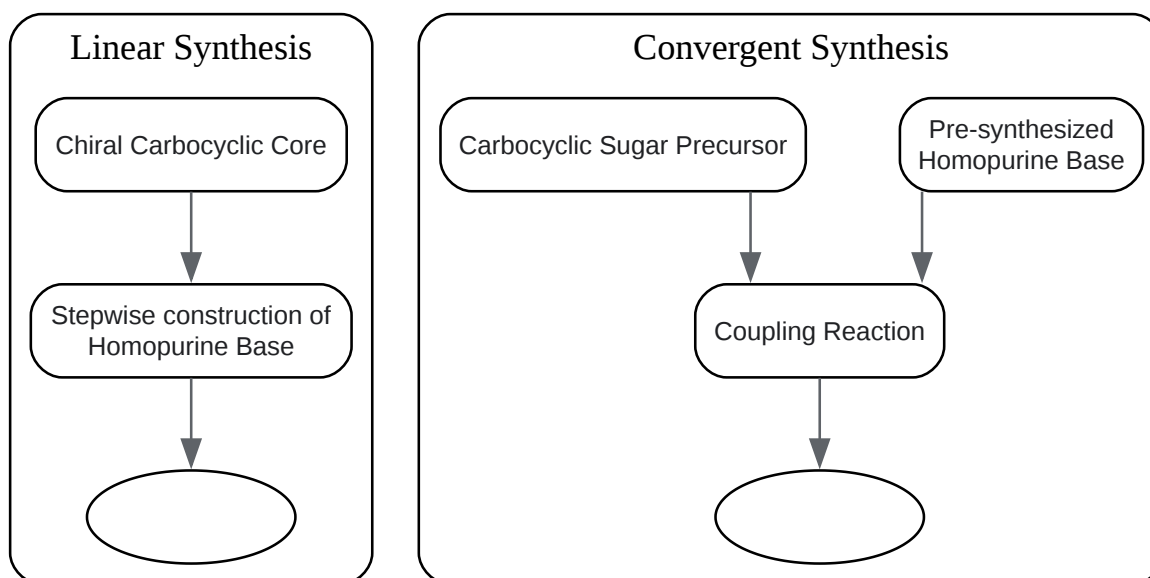 Linear Synthesis
Chiral Carbocyclic Core
Stepwise construction of
Homopurine Base
Convergent Synthesis
Carbocyclic Sugar Precursor
Pre-synthesized
Homopurine Base
Coupling Reaction